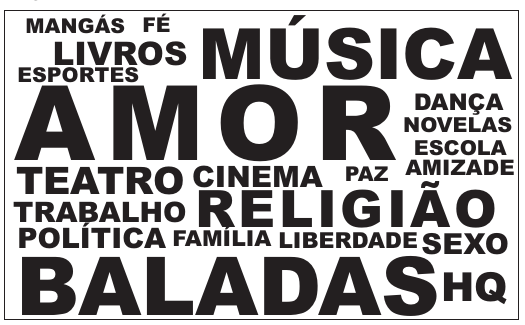 MANGÁS FÉ
LIVROS MÚSICA
ESPORTES
AMOR
DANÇA
NOVELAS
ESCOLA
AMIZADE
TEATRO CINEMA PAZ
TRABALHO RELIGIÃO
POLÍTICA FAMÍLIA LIBERDADE SEXO
BALADAS HQ